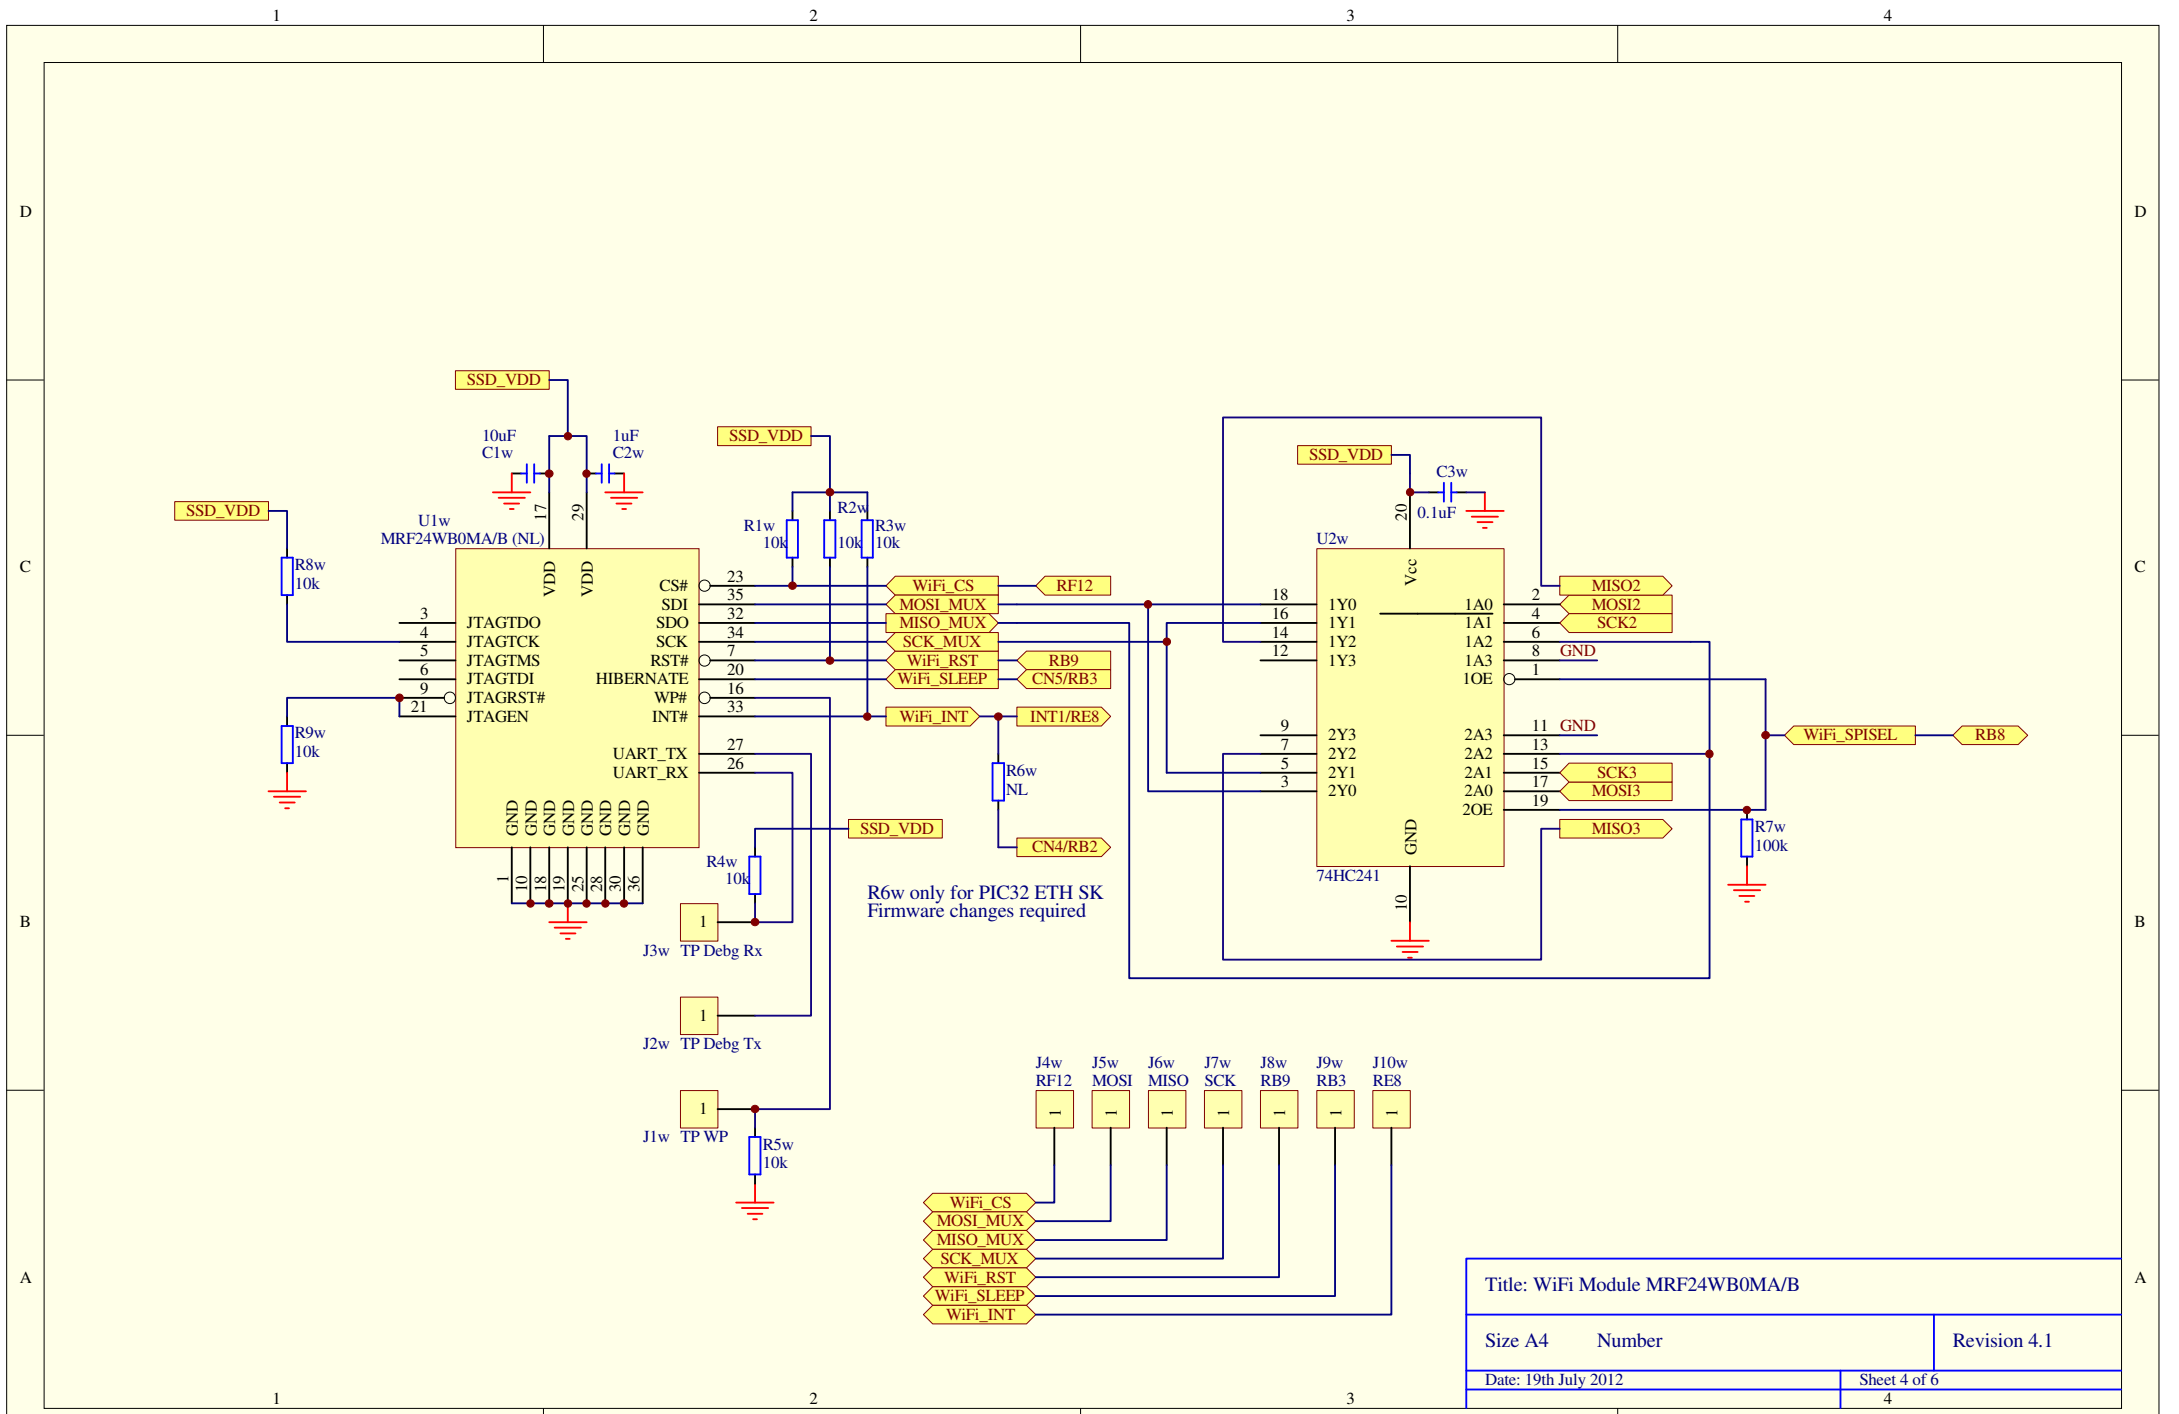 1 2 3 4
D D
SSD_VDD
10uF 1uF
C1w C2w
SSD_VDD
SSD_VDD
C3w
0.1uF
SSD_VDD
17 29 20
U1w
MRF24WB0MA/B (NL)
R1w
10k
R2w
10k
R3w
10k
U2w
C C
R8w
10k
VDD VDD
3 JTAGTDO
4 JTAGTCK
5 JTAGTMS
6 JTAGTDI
9 JTAGRST#
21 JTAGEN
CS# 23 WiFi_CS RF12
SDI 35 MOSI_MUX
SDO 32 MISO_MUX
SCK 34 SCK_MUX
RST# 7 WiFi_RST RB9
HIBERNATE 20 WiFi_SLEEP CN5/RB3
WP# 16
INT# 33 WiFi_INT INT1/RE8
UART_TX 27
UART_RX 26
R9w
10k
R6w
NL
CN4/RB2
GND GND GND GND GND GND GND GND
1 10 18 19 25 28 30 36
Vcc
MISO2
18 1Y0 1A0 2 MOSI2
16 1Y1 1A1 4 SCK2
14 1Y2 1A2 6
12 1Y3 1A3 8 GND
1OE 1
9 2Y3 2A3 11 GND
7 2Y2 2A2 13
5 2Y1 2A1 15 SCK3
3 2Y0 2A0 17 MOSI3
2OE 19
MISO3
GND
74HC241
10
WiFi_SPISEL RB8
R7w
100k
SSD_VDD
R4w
10k
R6w only for PIC32 ETH SK
Firmware changes required
B B
1
J3w TP Debg Rx
1
J2w TP Debg Tx
1
J1w TP WP
R5w
10k
J4w J5w J6w J7w J8w J9w J10w
RF12 MOSI MISO SCK RB9 RB3 RE8
1 1 1 1 1 1 1
WiFi_CS
MOSI_MUX
MISO_MUX
SCK_MUX
WiFi_RST
WiFi_SLEEP
WiFi_INT
A A
Title: WiFi Module MRF24WB0MA/B
Size A4 Number Revision 4.1
Date: 19th July 2012 Sheet 4 of 6
1 2 3 4